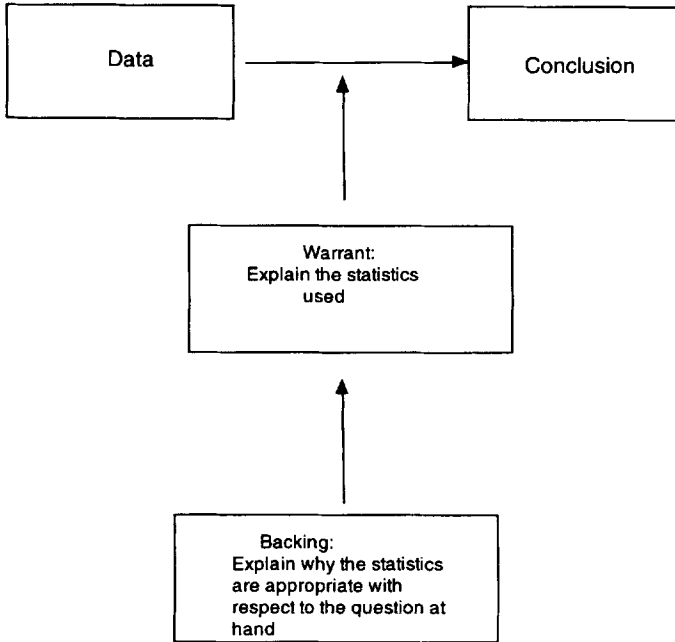 Data
Conclusion
Warrant:
Explain the statistics
used
Backing:
Explain why the statistics
are appropriate with
respect to the question at
hand